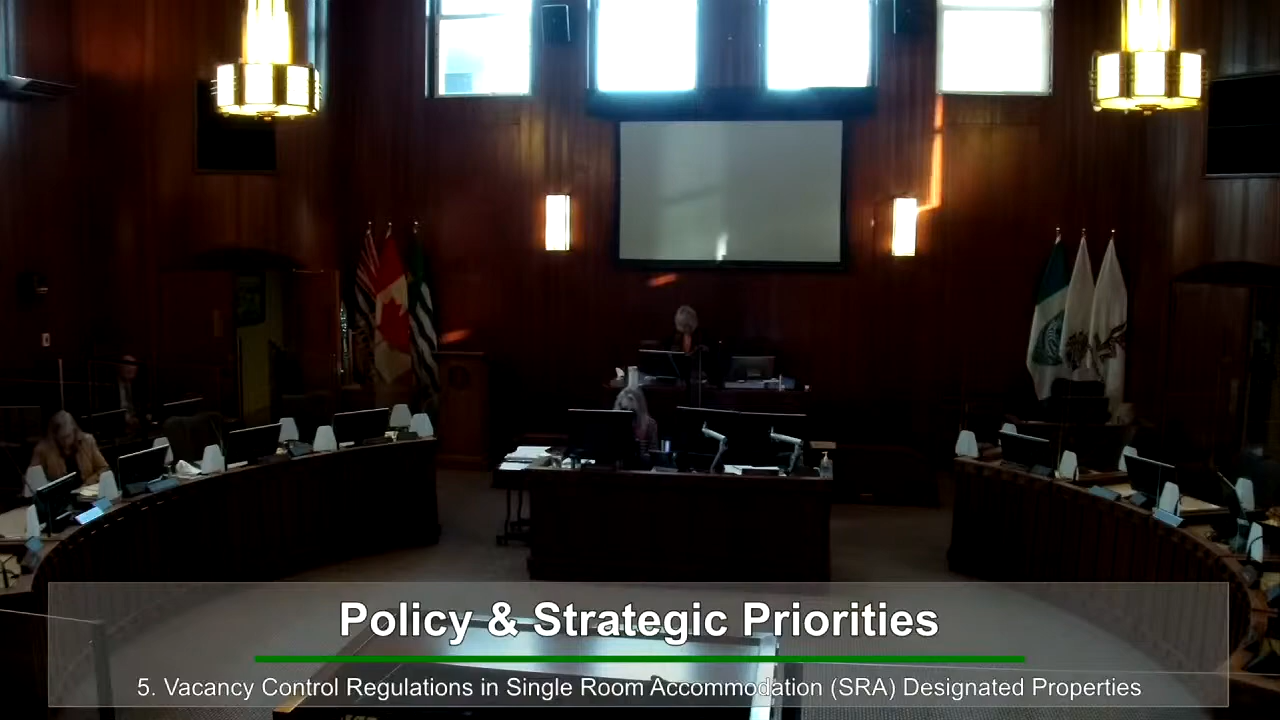 Policy & Strategic Priorities
5. Vacancy Control Regulations in Single Room Accommodation (SRA) Designated Properties